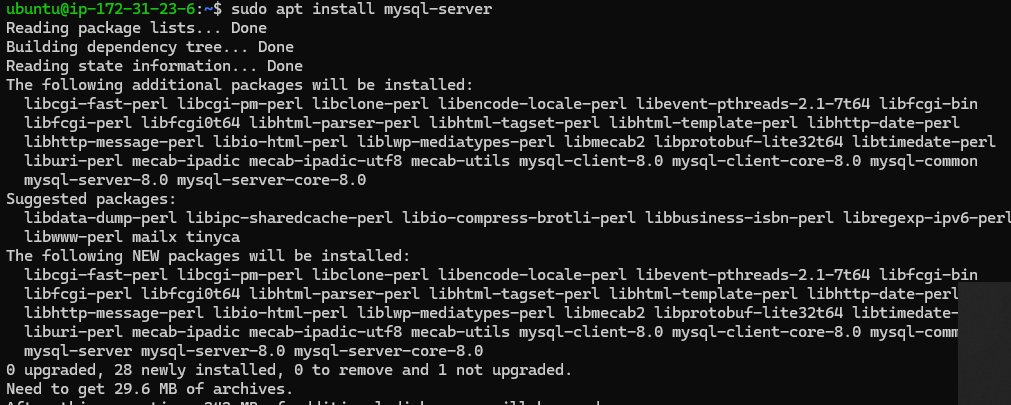 ubuntu@ip-172-31-23-6:~$ sudo apt install mysql-server
Reading package lists... Done
Building dependency tree... Done
Reading state information... Done
The following additional packages will be installed:
  libcgi-fast-perl libcgi-pm-perl libclone-perl libencode-locale-perl libevent-pthreads-2.1-7t64 libfcgi-bin
  libfcgi-perl libfcgi0t64 libhtml-parser-perl libhtml-tagset-perl libhtml-template-perl libhttp-date-perl
  libhttp-message-perl libio-html-perl liblwp-mediatypes-perl libmecab2 libprotobuf-lite32t64 libtimedate-perl
  liburi-perl mecab-ipadic mecab-ipadic-utf8 mecab-utils mysql-client-8.0 mysql-client-core-8.0 mysql-common
  mysql-server-8.0 mysql-server-core-8.0
Suggested packages:
  libdata-dump-perl libipc-sharedcache-perl libio-compress-brotli-perl libbusiness-isbn-perl libregexp-ipv6-perl
  libwww-perl mailx tinyca
The following NEW packages will be installed:
  libcgi-fast-perl libcgi-pm-perl libclone-perl libencode-locale-perl libevent-pthreads-2.1-7t64 libfcgi-bin
  libfcgi-perl libfcgi0t64 libhtml-parser-perl libhtml-tagset-perl libhtml-template-perl libhttp-date-perl
  libhttp-message-perl libio-html-perl liblwp-mediatypes-perl libmecab2 libprotobuf-lite32t64 libtimedate-
  liburi-perl mecab-ipadic mecab-ipadic-utf8 mecab-utils mysql-client-8.0 mysql-client-core-8.0 mysql-comm
  mysql-server mysql-server-8.0 mysql-server-core-8.0
0 upgraded, 28 newly installed, 0 to remove and 1 not upgraded.
Need to get 29.6 MB of archives.